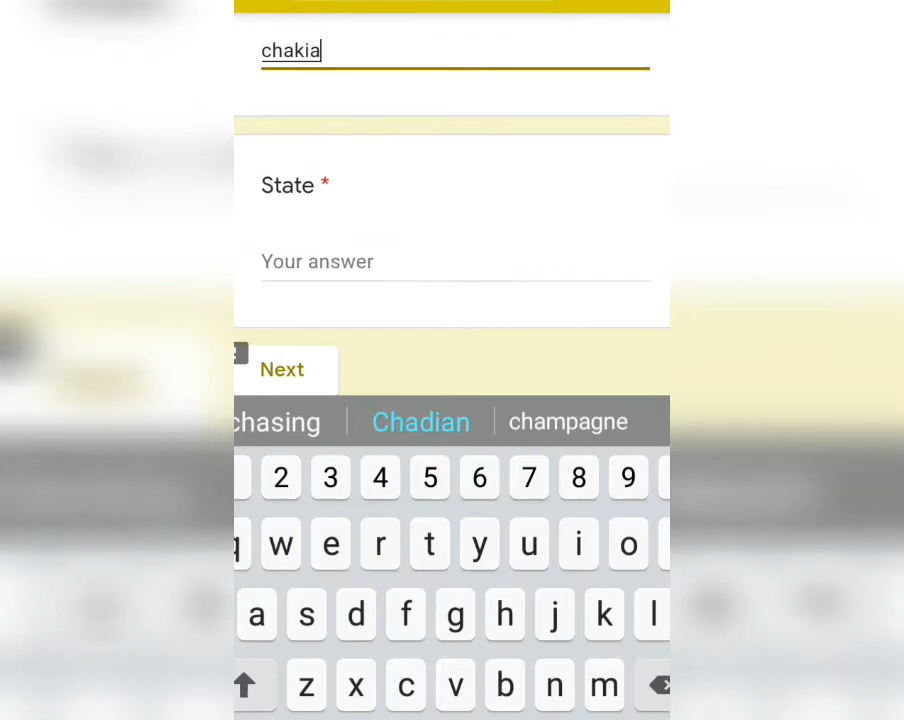 chakia
State *
Your answer
Next
chasing Chadian champagne
2 3 4 5 6 7 8 9
q w e r t y u i o
a s d f g h j k l
z x c v b n m